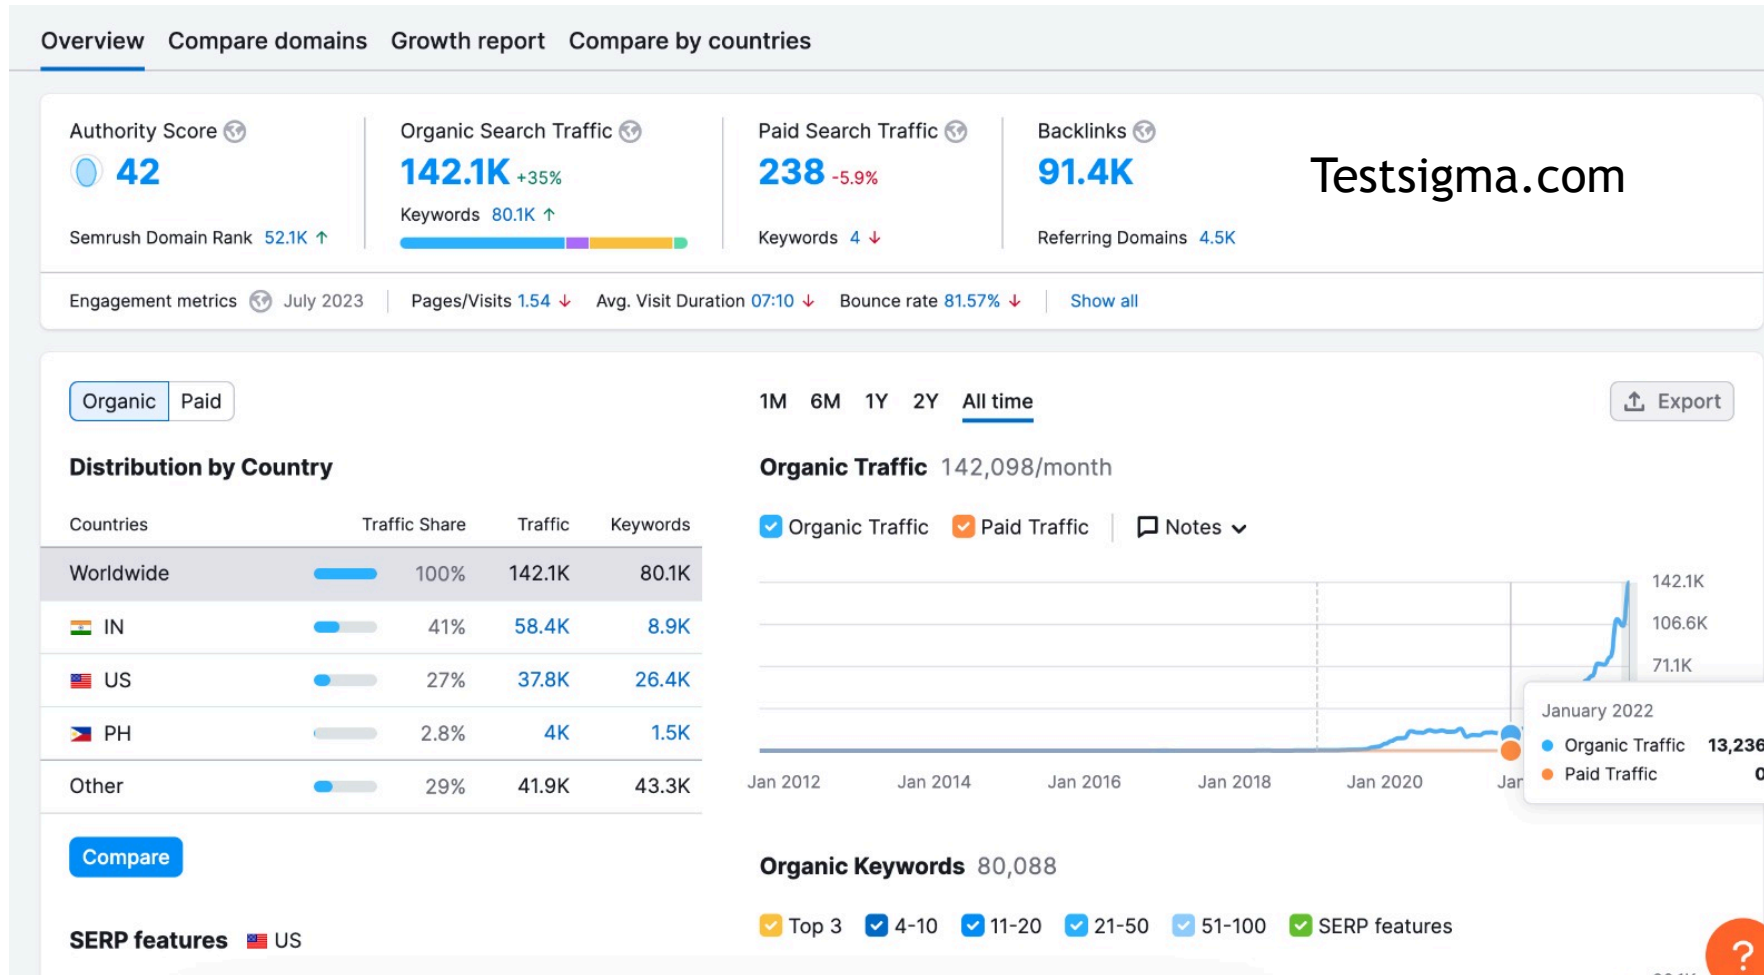 Overview Compare domains Growth report Compare by countries
Authority Score Organic Search Traffic Paid Search Traffic Backlinks
42 142.1K +35% 238 -5.9% 91.4K Testsigma.com
Keywords 80.1K ↑
Semrush Domain Rank 52.1K ↑ Keywords 4 ↓ Referring Domains 4.5K
Engagement metrics July 2023 Pages/Visits 1.54 ↓ Avg. Visit Duration 07:10 ↓ Bounce rate 81.57% ↓ Show all
Organic Paid
Distribution by Country
Countries Traffic Share Traffic Keywords
Worldwide 100% 142.1K 80.1K
IN 41% 58.4K 8.9K
US 27% 37.8K 26.4K
PH 2.8% 4K 1.5K
Other 29% 41.9K 43.3K
Compare
SERP features US
1M 6M 1Y 2Y All time Export
Organic Traffic 142,098/month
Organic Traffic Paid Traffic Notes
142.1K
106.6K
71.1K
January 2022
Organic Traffic 13,236
Paid Traffic 0
Jan 2012 Jan 2014 Jan 2016 Jan 2018 Jan 2020
Organic Keywords 80,088
Top 3 4-10 11-20 21-50 51-100 SERP features
?